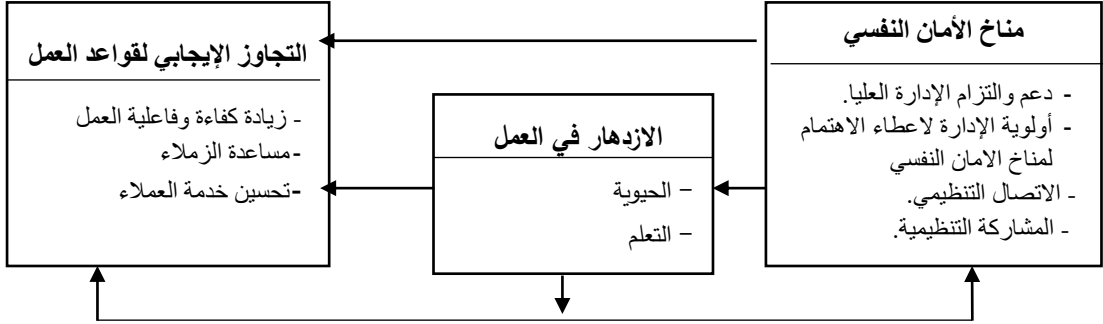 مناخ الأمان النفسي
- دعم والتزام الإدارة العليا.
- أولوية الإدارة لاعطاء الاهتمام
لمناخ الامان النفسي
- الاتصال التنظيمي.
- المشاركة التنظيمية.
الازدهار في العمل
- الحيوية
- التعلم
التجاوز الإيجابي لقواعد العمل
- زيادة كفاءة وفاعلية العمل
-مساعدة الزملاء
-تحسين خدمة العملاء